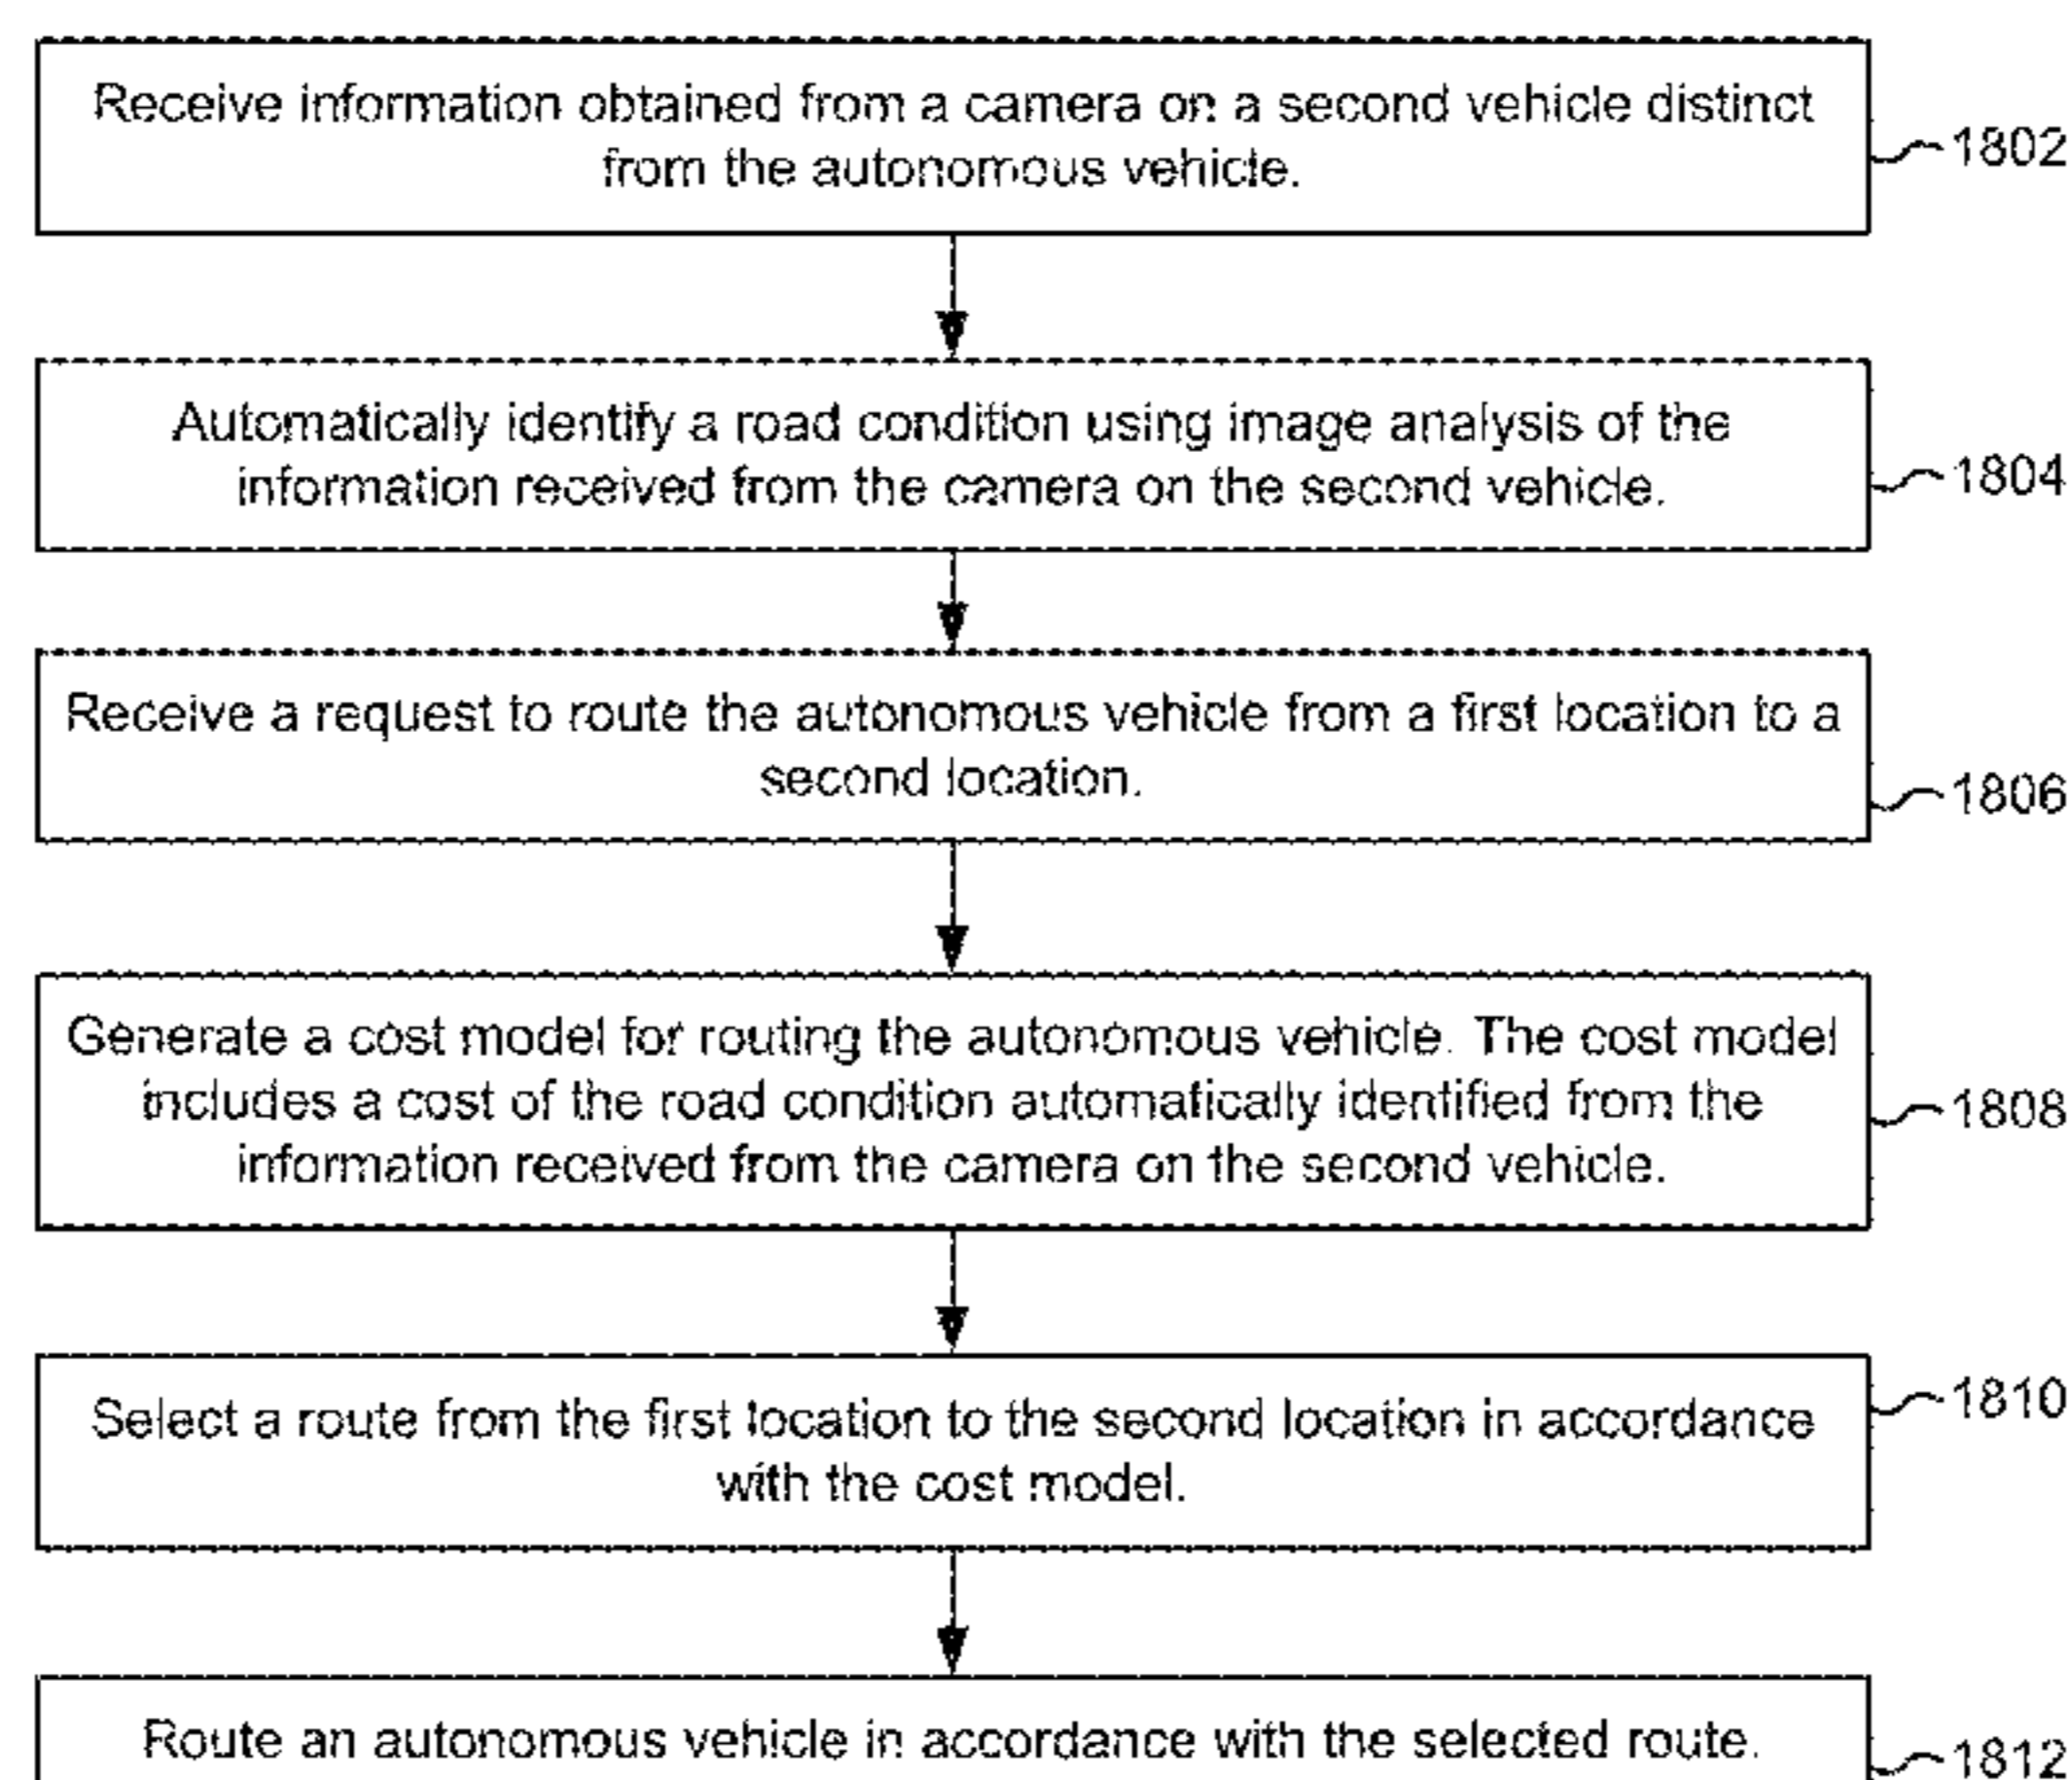 Receive information obtained from a camera on a second vehicle distinct
from the autonomous vehicle.
1802
Automatically identify a road condition using image analysis of the
information received from the camera on the second vehicle.
1804
Receive a request to route the autonomous vehicle from a first location to a
second location.
1806
Generate a cost model for routing the autonomous vehicle. The cost model
includes a cost of the road condition automatically identified from the
information received from the camera on the second vehicle.
1808
Select a route from the first location to the second location in accordance
with the cost model.
1810
Route an autonomous vehicle in accordance with the selected route.
1812